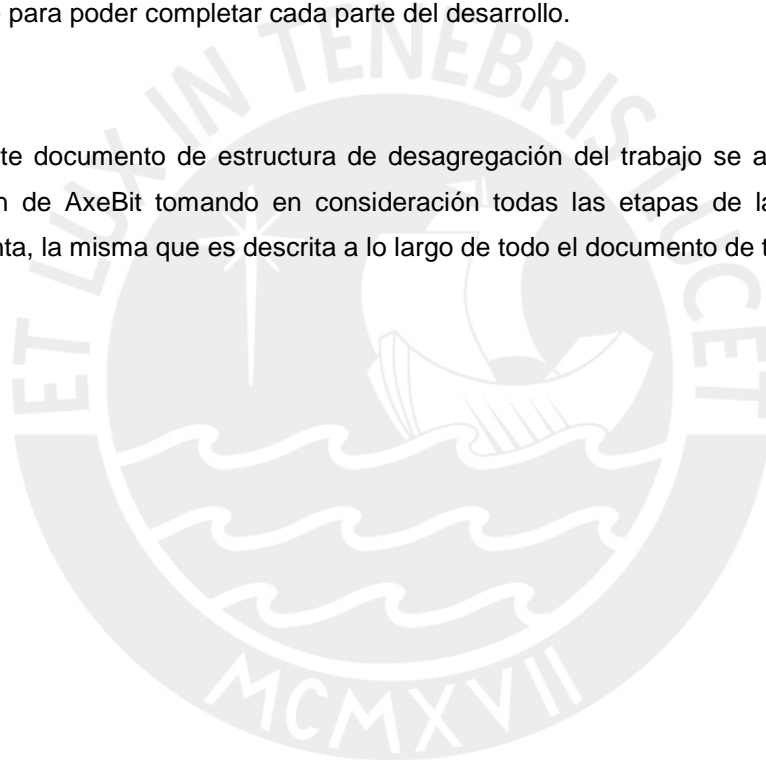 para poder completar cada parte del desarrollo.
te documento de estructura de desagregación del trabajo se a
n de AxeBit tomando en consideración todas las etapas de la
nta, la misma que es descrita a lo largo de todo el documento de t
ET LUX IN TENEBRIS LUCET
MCMXVII